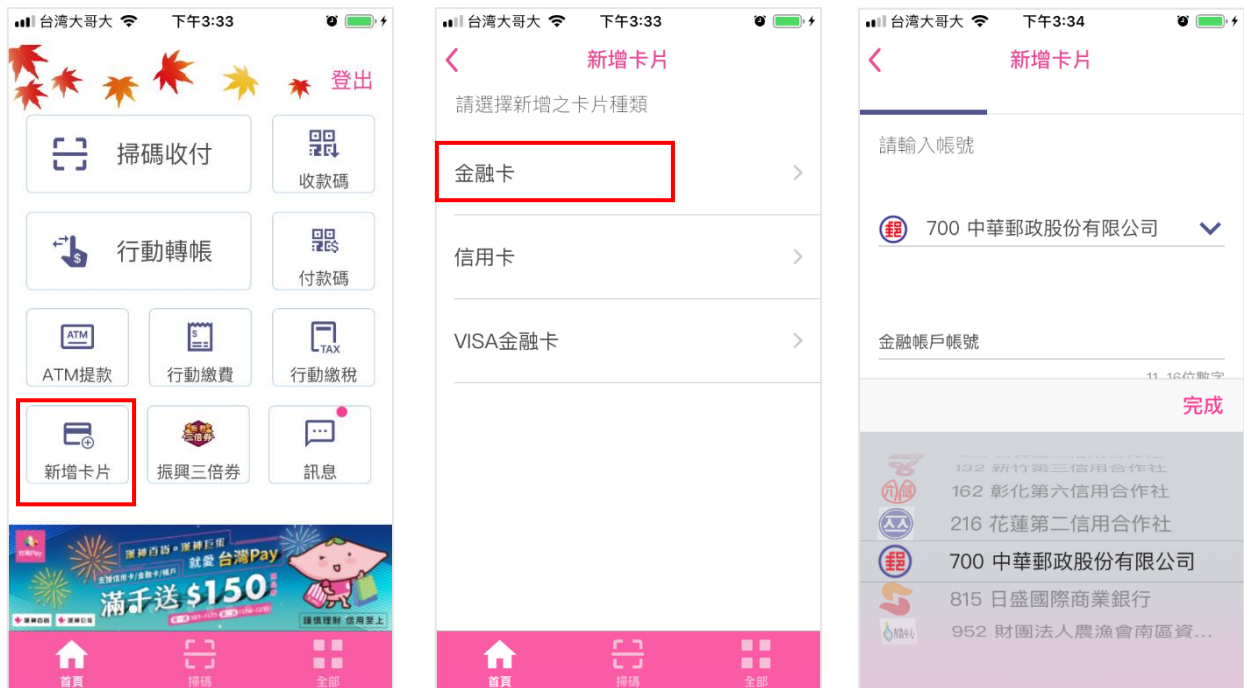 台湾大哥大
下午3:33
登出
掃碼收付
收款碼
行動轉帳
付款碼
ATM
TAX
ATM提款
行動繳費
行動繳稅
新增卡片
振興三倍券
訊息
漢神百貨。漢神巨蛋
就愛 台灣Pay
支援信用卡/金融卡/帳戶
滿千送$150
謹慎理財 信用至上
首頁
掃碼
全部
台湾大哥大
下午3:33
新增卡片
請選擇新增之卡片種類
金融卡
信用卡
VISA金融卡
首頁
掃碼
全部
台湾大哥大
下午3:34
新增卡片
請輸入帳號
700 中華郵政股份有限公司
金融帳戶帳號
11-16位數字
完成
132 新竹第三信用合作社
162 彰化第六信用合作社
216 花蓮第二信用合作社
700 中華郵政股份有限公司
815 日盛國際商業銀行
952 財團法人農漁會南區資...